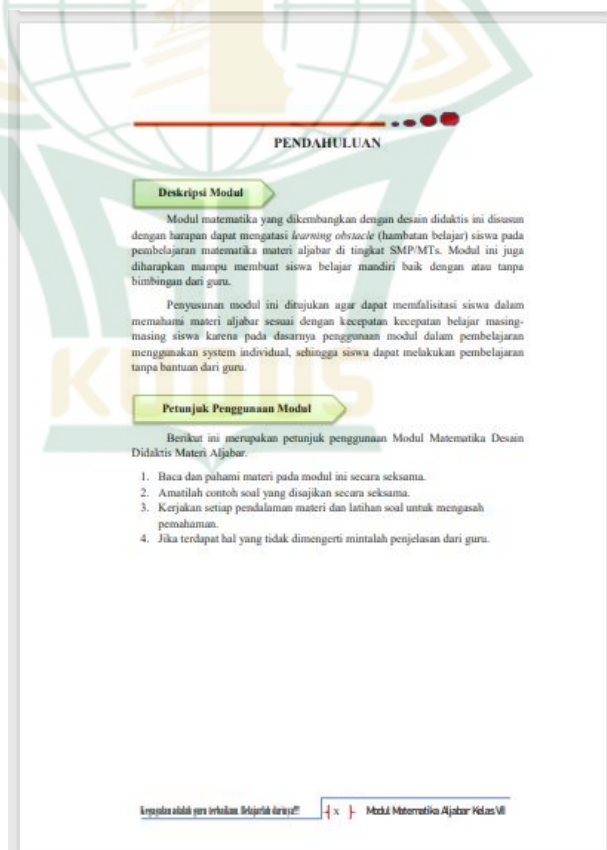 PENDAHULUAN
Deskripsi Modul
Modul matematika yang dikembangkan dengan desain didaktis ini disusun
dengan harapan dapat mengatasi learning obstacle (hambatan belajar) siswa pada
pembelajaran matematika materi aljabar di tingkat SMP/MTs. Modul ini juga
diharapkan mampu membuat siswa belajar mandiri baik dengan atau tanpa
bimbingan dari guru.
Penyusunan modul ini ditujukan agar dapat memfalisitasi siswa dalam
memahami materi aljabar sesuai dengan kecepatan kecepatan belajar masing-
masing siswa karena pada dasarnya penggunaan modul dalam pembelajaran
menggunakan system individual, sehingga siswa dapat melakukan pembelajaran
tanpa bantuan dari guru.
KUDUS
Petunjuk Penggunaan Modul
Berikut ini merupakan petunjuk penggunaan Modul Matematika Desain
Didaktis Materi Aljabar.
1. Baca dan pahami materi pada modul ini secara seksama.
2. Amatilah contoh soal yang disajikan secara seksama.
3. Kerjakan setiap pendalaman materi dan latihan soal untuk mengasah
pemahaman.
4. Jika terdapat hal yang tidak dimengerti mintalah penjelasan dari guru.
adalah guru terbaikmu.
x
Modul Matematika Aljabar Kelas VII